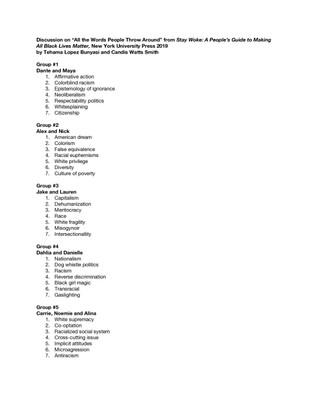 Discussion on "All the Words People Throw Around" from Stay Woke: A People's Guide to Making
All Black Lives Matter, New York University Press 2019
by Tehama Lopez Bunyasi and Candis Watts Smith
Group #1
Dante and Maya
1. Affirmative action
2. Colorblind racism
3. Epistemology of ignorance
4. Neoliberalism
5. Respectability politics
6. Whitesplaining
7. Citizenship
Group #2
Alex and Nick
1. American dream
2. Colorism
3. False equivalence
4. Racial euphemisms
5. White privilege
6. Diversity
7. Culture of poverty
Group #3
Jake and Lauren
1. Capitalism
2. Dehumanization
3. Meritocracy
4. Race
5. White fragility
6. Misogynoir
7. Intersectionality
Group #4
Dahlia and Danielle
1. Nationalism
2. Dog whistle politics
3. Racism
4. Reverse discrimination
5. Black girl magic
6. Transracial
7. Gaslighting
Group #5
Carrie, Noemie and Alina
1. White supremacy
2. Co-optation
3. Racialized social system
4. Cross-cutting issue
5. Implicit attitudes
6. Microagression
7. Antiracism